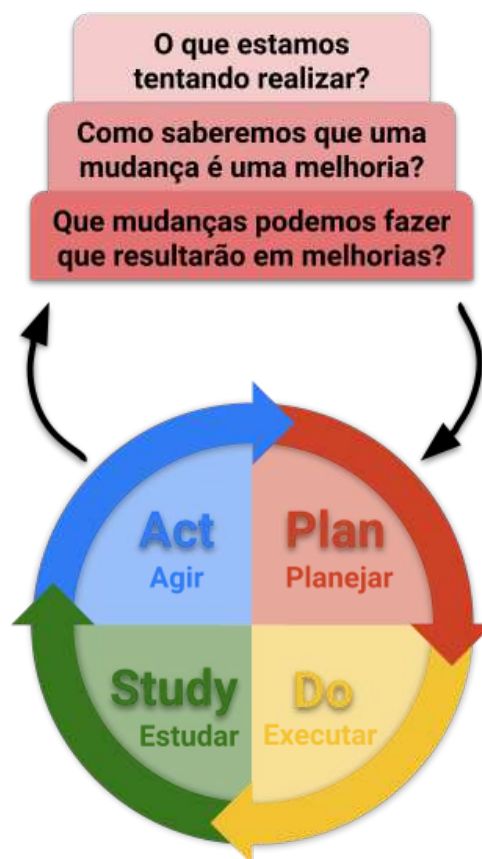 O que estamos
tentando realizar?
Como saberemos que uma
mudança é uma melhoria?
Que mudanças podemos fazer
que resultarão em melhorias?
Act
Agir
Plan
Planejar
Study
Estudar
Do
Executar